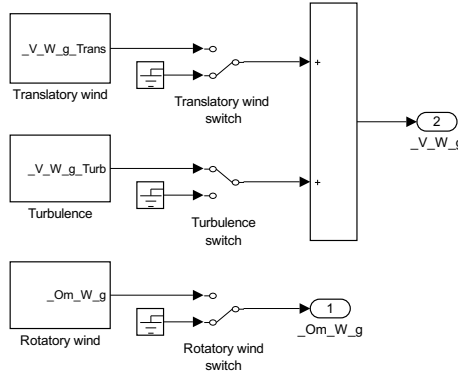 _V_W_g_Trans
Translatory wind
Translatory wind
switch
+
2
_V_W_g
_V_W_g_Turb
Turbulence
Turbulence
switch
+
_Om_W_g
Rotatory wind
Rotatory wind
switch
1
_Om_W_g